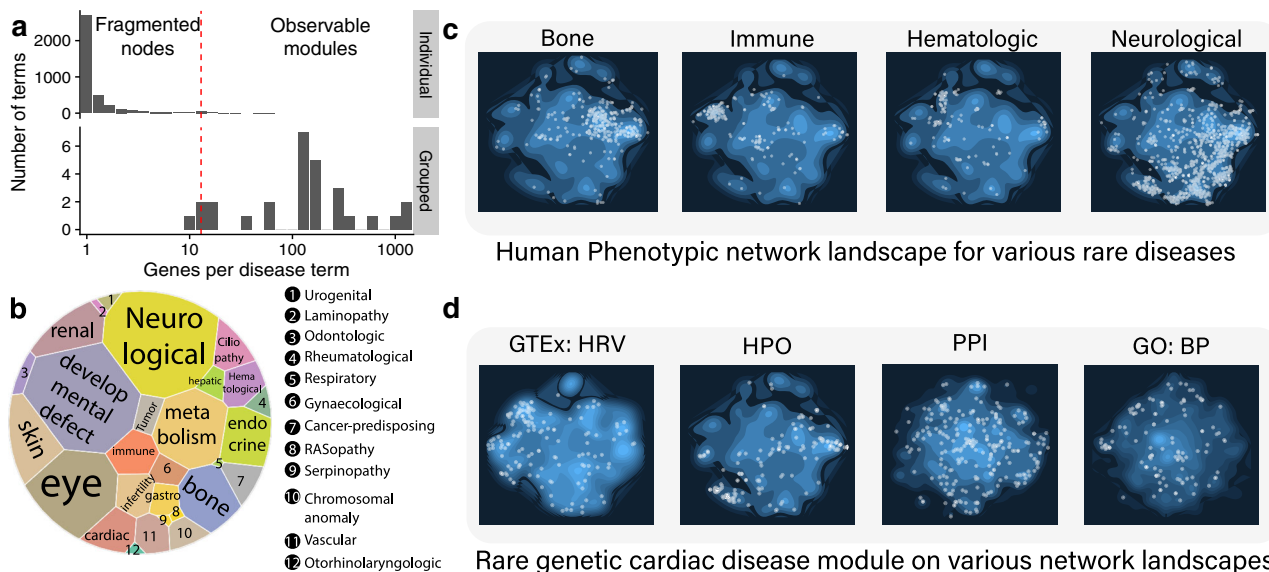 a
Fragmented
nodes
Observable
modules
Number of terms
2000
1000
0
Individual
6
4
2
0
Grouped
1
10
100
1000
Genes per disease term
b
1
2
renal
Neuro
logical
Cilio
pathy
hepatic
Hema
tological
4
3
develop
mental
defect
Tumor
meta
bolism
endo
crine
skin
immune
5
6
7
eye
infertility
gastro
bone
8
9
cardiac
11
10
12
1 Urogenital
2 Laminopathy
3 Odontologic
4 Rheumatological
5 Respiratory
6 Gynaecological
7 Cancer-predisposing
8 RASopathy
9 Serpinopathy
10 Chromosomal
anomaly
11 Vascular
12 Otorhinolaryngologic
c
Bone
Immune
Hematologic
Neurological
Human Phenotypic network landscape for various rare diseases
d
GTEx: HRV
HPO
PPI
GO: BP
Rare genetic cardiac disease module on various network landscapes